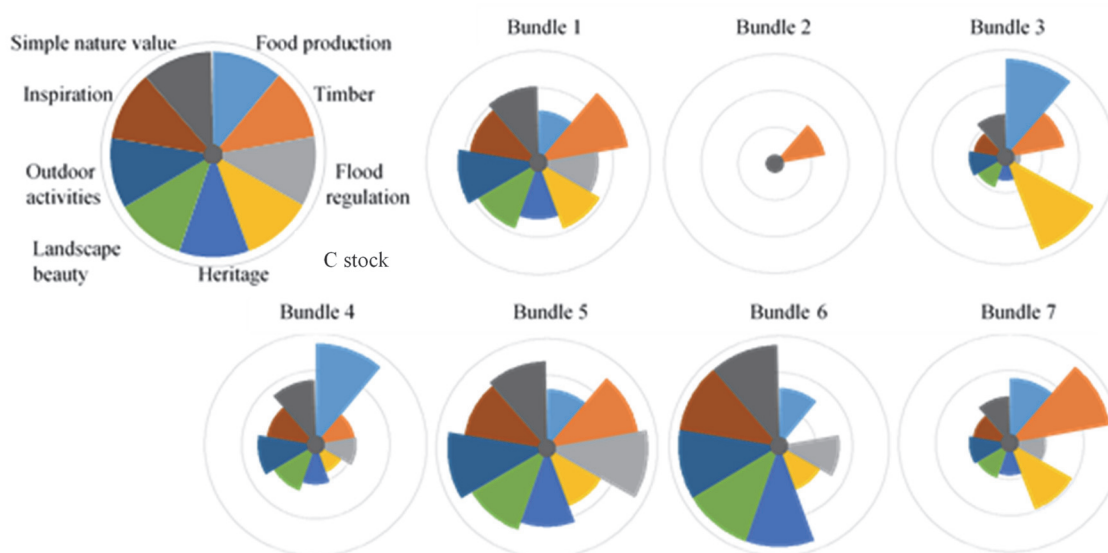 Bundle 1
Bundle 2
Bundle 3
Simple nature value
Food production
Inspiration
Timber
Outdoor
activities
Flood
regulation
Landscape
beauty
Heritage
C stock
Bundle 4
Bundle 5
Bundle 6
Bundle 7